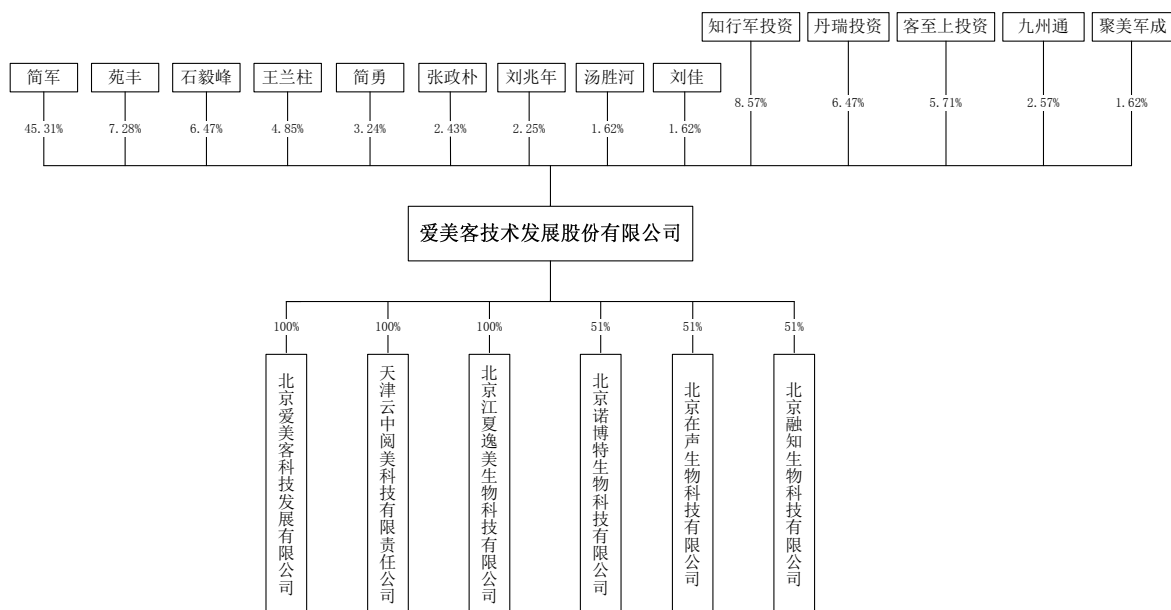 知行军投资
丹瑞投资
客至上投资
九州通
聚美军成
简军
苑丰
石毅峰
王兰柱
简勇
张政朴
刘兆年
汤胜河
刘佳
8.57%
6.47%
5.71%
2.57%
1.62%
45.31%
7.28%
6.47%
4.85%
3.24%
2.43%
2.25%
1.62%
1.62%
爱美客技术发展股份有限公司
100%
100%
100%
51%
51%
51%
北京爱美客科技发展有限公司
天津云中阅美科技有限责任公司
北京江夏逸美生物科技有限公司
北京诺博特生物科技有限公司
北京在声生物科技有限公司
北京融知生物科技有限公司